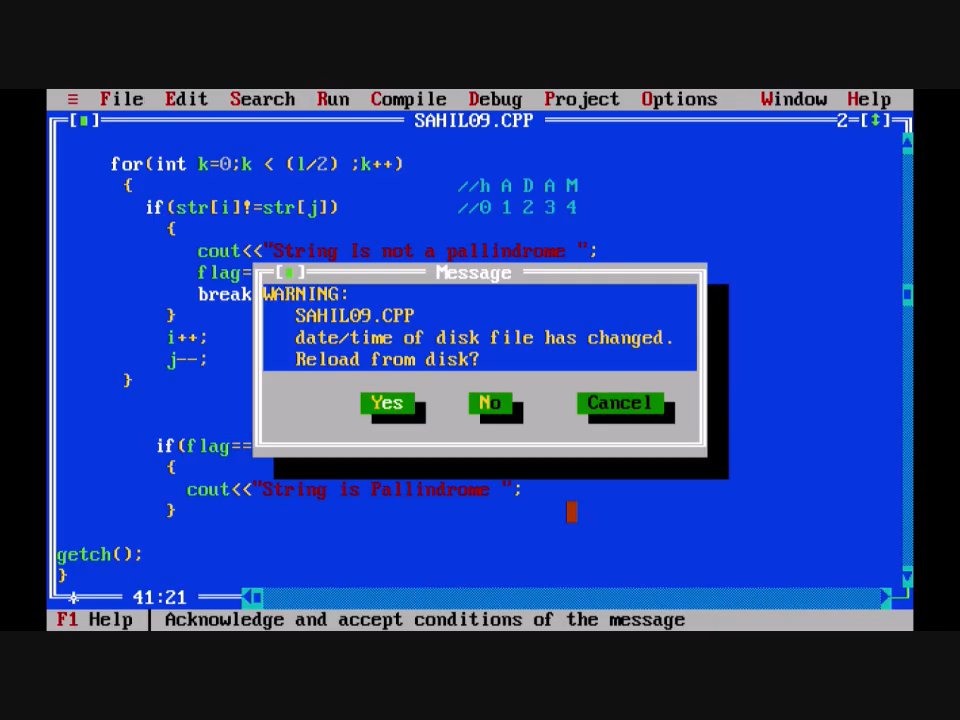 ≡ File Edit Search Run Compile Debug Project Options Window Help
[■] SAHIL09.CPP 2=[↕]
for(int k=0;k < (l/2) ;k++)
{ //h A D A M
if(str[i]!=str[j]) //0 1 2 3 4
{
cout<<"String Is not a pallindrome ";
flag=
break
}
i++;
j--;
}
[■] Message
WARNING:
SAHIL09.CPP
date/time of disk file has changed.
Reload from disk?
Yes No Cancel
if(flag==
{
cout<<"String is Pallindrome ";
}
getch();
}
41:21
F1 Help │ Acknowledge and accept conditions of the message